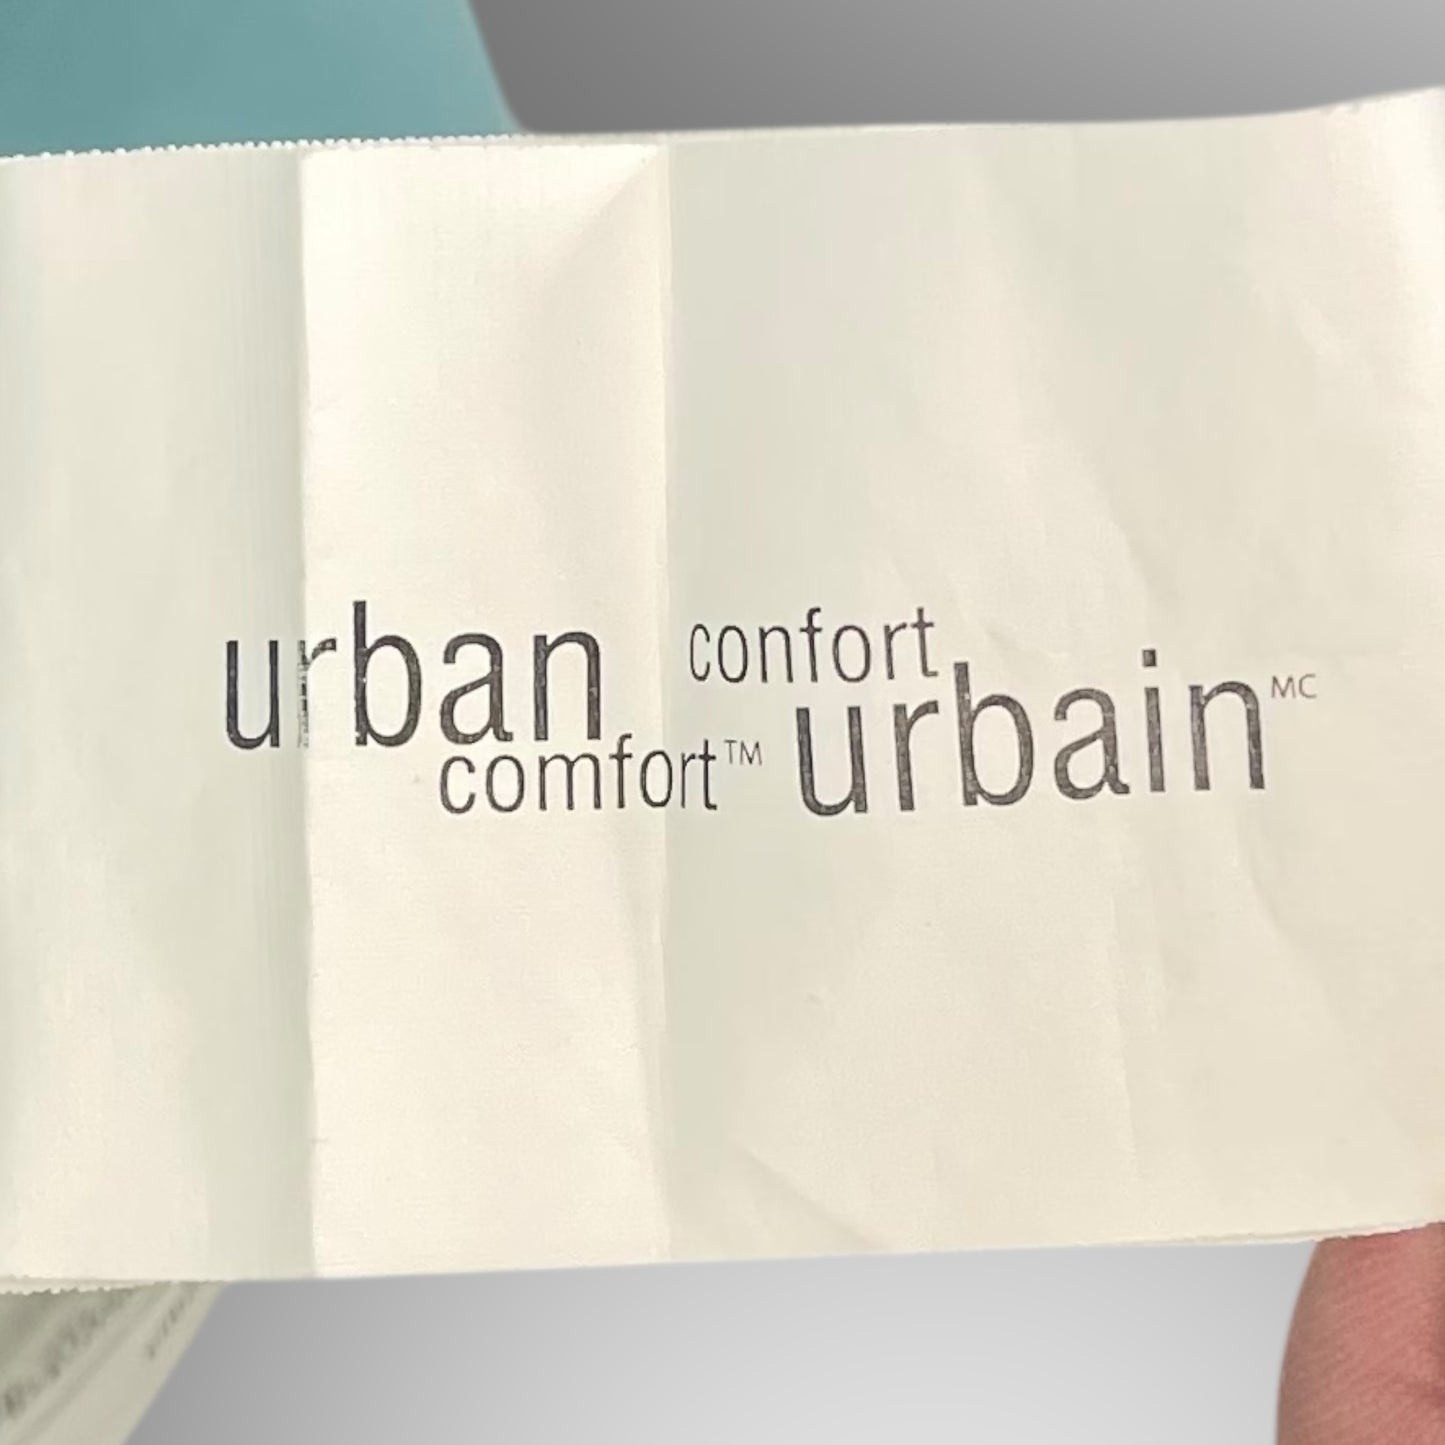 urban
comfort™
confort
urbain MC